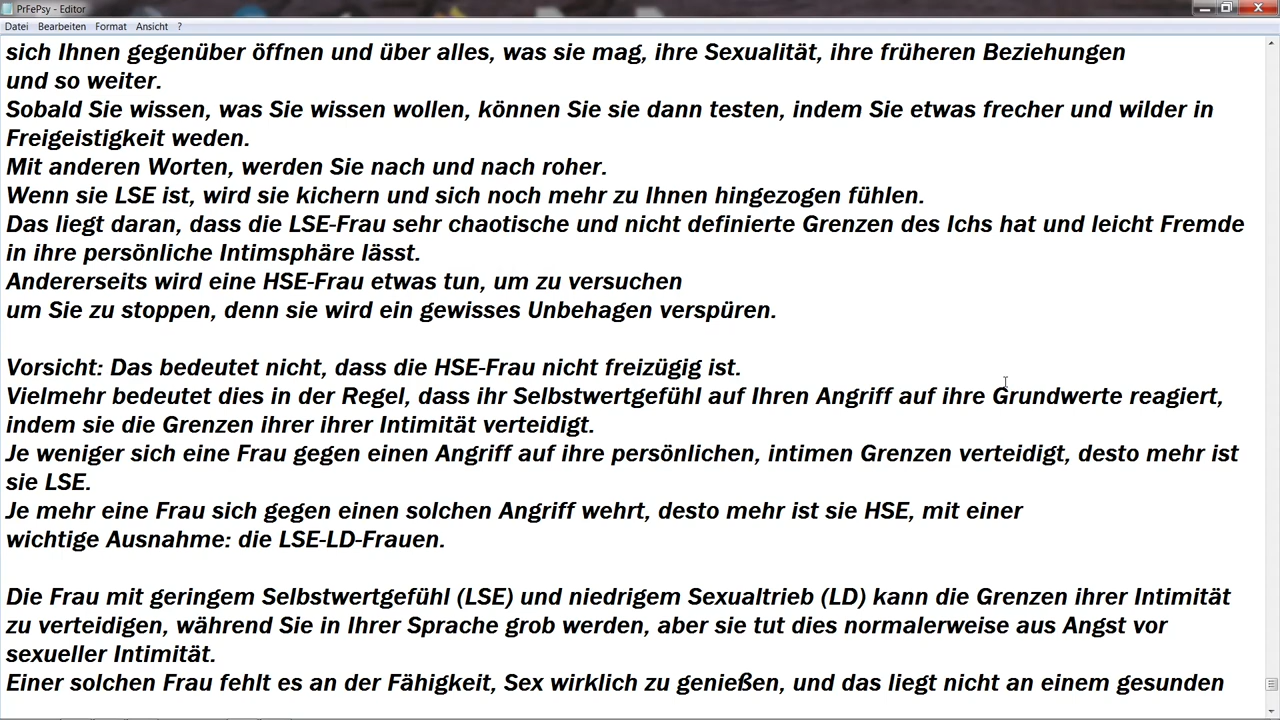 PrFePsy - Editor
Datei Bearbeiten Format Ansicht ?
sich Ihnen gegenüber öffnen und über alles, was sie mag, ihre Sexualität, ihre früheren Beziehungen
und so weiter.
Sobald Sie wissen, was Sie wissen wollen, können Sie sie dann testen, indem Sie etwas frecher und wilder in
Freigeistigkeit weden.
Mit anderen Worten, werden Sie nach und nach roher.
Wenn sie LSE ist, wird sie kichern und sich noch mehr zu Ihnen hingezogen fühlen.
Das liegt daran, dass die LSE-Frau sehr chaotische und nicht definierte Grenzen des Ichs hat und leicht Fremde
in ihre persönliche Intimsphäre lässt.
Andererseits wird eine HSE-Frau etwas tun, um zu versuchen
um Sie zu stoppen, denn sie wird ein gewisses Unbehagen verspüren.
Vorsicht: Das bedeutet nicht, dass die HSE-Frau nicht freizügig ist.
Vielmehr bedeutet dies in der Regel, dass ihr Selbstwertgefühl auf Ihren Angriff auf ihre Grundwerte reagiert,
indem sie die Grenzen ihrer ihrer Intimität verteidigt.
Je weniger sich eine Frau gegen einen Angriff auf ihre persönlichen, intimen Grenzen verteidigt, desto mehr ist
sie LSE.
Je mehr eine Frau sich gegen einen solchen Angriff wehrt, desto mehr ist sie HSE, mit einer
wichtige Ausnahme: die LSE-LD-Frauen.
Die Frau mit geringem Selbstwertgefühl (LSE) und niedrigem Sexualtrieb (LD) kann die Grenzen ihrer Intimität
zu verteidigen, während Sie in Ihrer Sprache grob werden, aber sie tut dies normalerweise aus Angst vor
sexueller Intimität.
Einer solchen Frau fehlt es an der Fähigkeit, Sex wirklich zu genießen, und das liegt nicht an einem gesunden